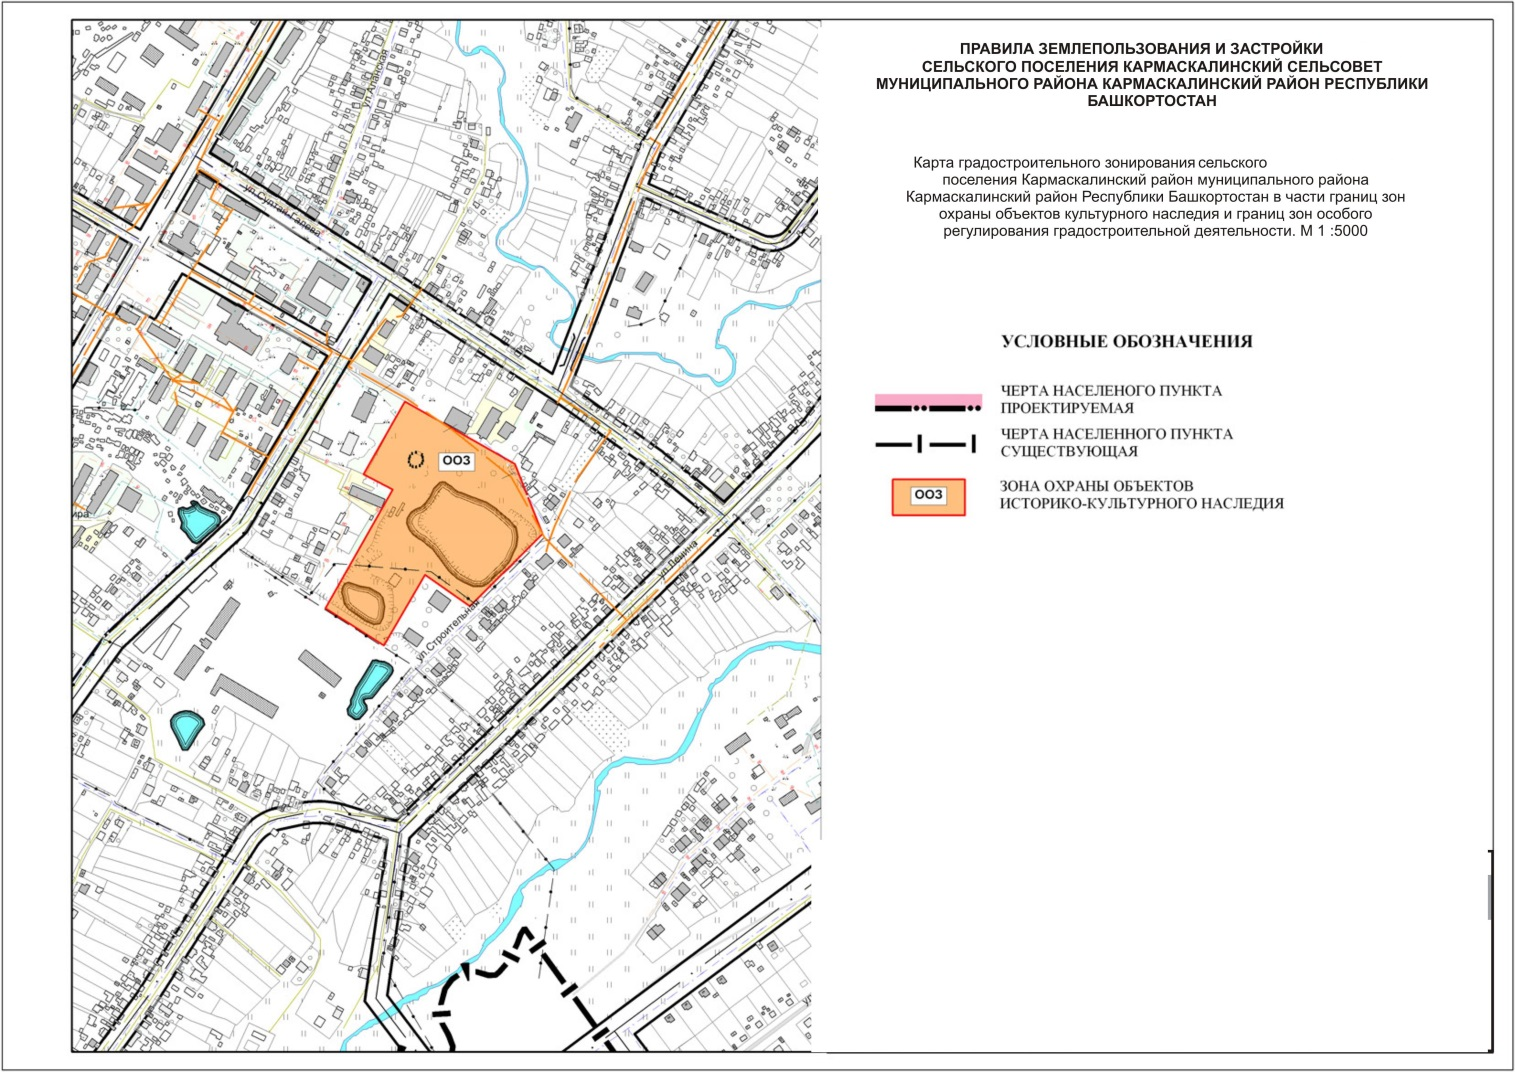 ПРАВИЛА ЗЕМЛЕПОЛЬЗОВАНИЯ И ЗАСТРОЙКИ
СЕЛЬСКОГО ПОСЕЛЕНИЯ КАРМАСКАЛИНСКИЙ СЕЛЬСОВЕТ
МУНИЦИПАЛЬНОГО РАЙОНА КАРМАСКАЛИНСКИЙ РАЙОН РЕСПУБЛИКИ
БАШКОРТОСТАН
Карта градостроительного зонирования сельского
поселения Кармаскалинский район муниципального района
Кармаскалинский район Республики Башкортостан в части границ зон
охраны объектов культурного наследия и границ зон особого
регулирования градостроительной деятельности. М 1 :5000
УСЛОВНЫЕ ОБОЗНАЧЕНИЯ
ЧЕРТА НАСЕЛЕНОГО ПУНКТА
ПРОЕКТИРУЕМАЯ
ЧЕРТА НАСЕЛЕННОГО ПУНКТА
СУЩЕСТВУЮЩАЯ
ООЗ
ЗОНА ОХРАНЫ ОБЪЕКТОВ
ИСТОРИКО-КУЛЬТУРНОГО НАСЛЕДИЯ
ул.Султан-Галеева
ООЗ
ул.Ленина
ул.Строительная